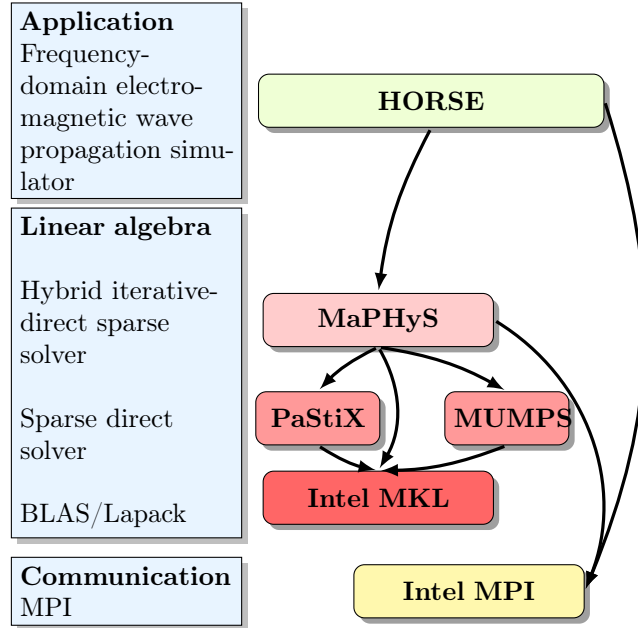 Application
Frequency-
domain electro-
magnetic wave
propagation simu-
lator
HORSE
Linear algebra
Hybrid iterative-
direct sparse
solver
MaPHyS
Sparse direct
solver
PaStiX
MUMPS
BLAS/Lapack
Intel MKL
Communication
MPI
Intel MPI